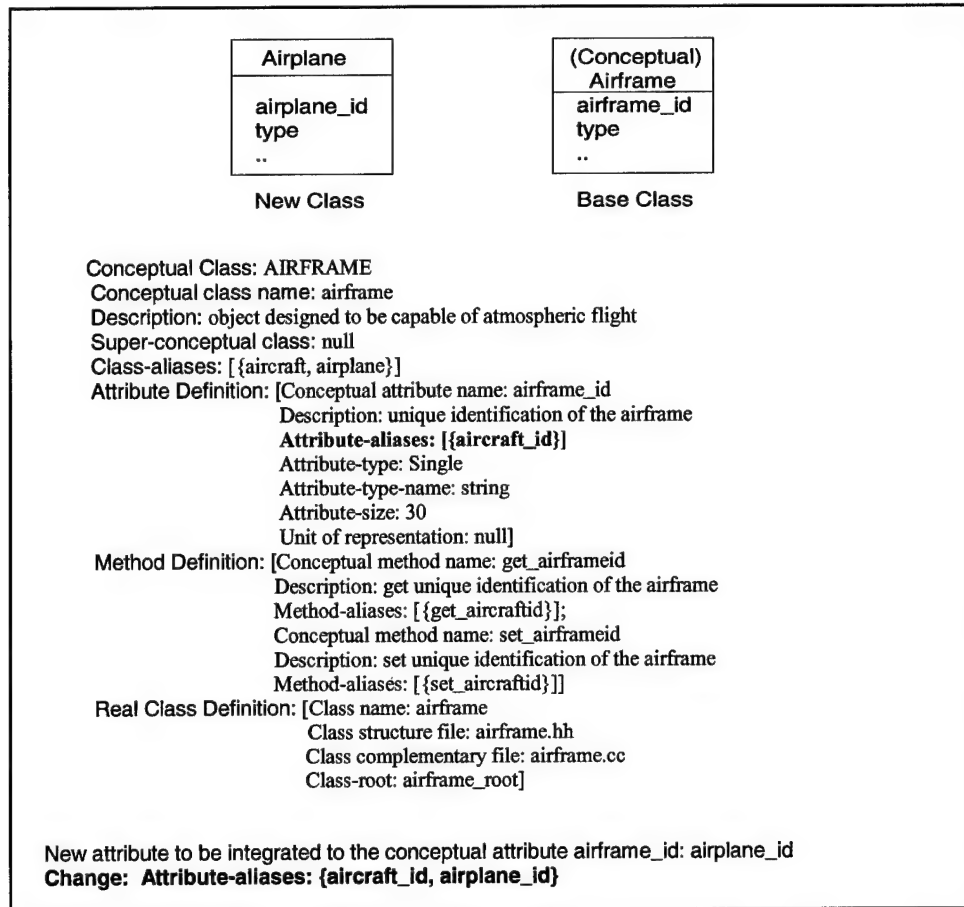 Airplane
airplane_id
type
..
New Class
(Conceptual)
Airframe
airframe_id
type
..
Base Class
Conceptual Class: AIRFRAME
Conceptual class name: airframe
Description: object designed to be capable of atmospheric flight
Super-conceptual class: null
Class-aliases: [{aircraft, airplane}]
Attribute Definition: [Conceptual attribute name: airframe_id
Description: unique identification of the airframe
Attribute-aliases: [{aircraft_id}]
Attribute-type: Single
Attribute-type-name: string
Attribute-size: 30
Unit of representation: null]
Method Definition: [Conceptual method name: get_airframeid
Description: get unique identification of the airframe
Method-aliases: [{get_aircraftid}];
Conceptual method name: set_airframeid
Description: set unique identification of the airframe
Method-aliases: [{set_aircraftid}]]
Real Class Definition: [Class name: airframe
Class structure file: airframe.hh
Class complementary file: airframe.cc
Class-root: airframe_root]
New attribute to be integrated to the conceptual attribute airframe_id: airplane_id
Change: Attribute-aliases: {aircraft_id, airplane_id}